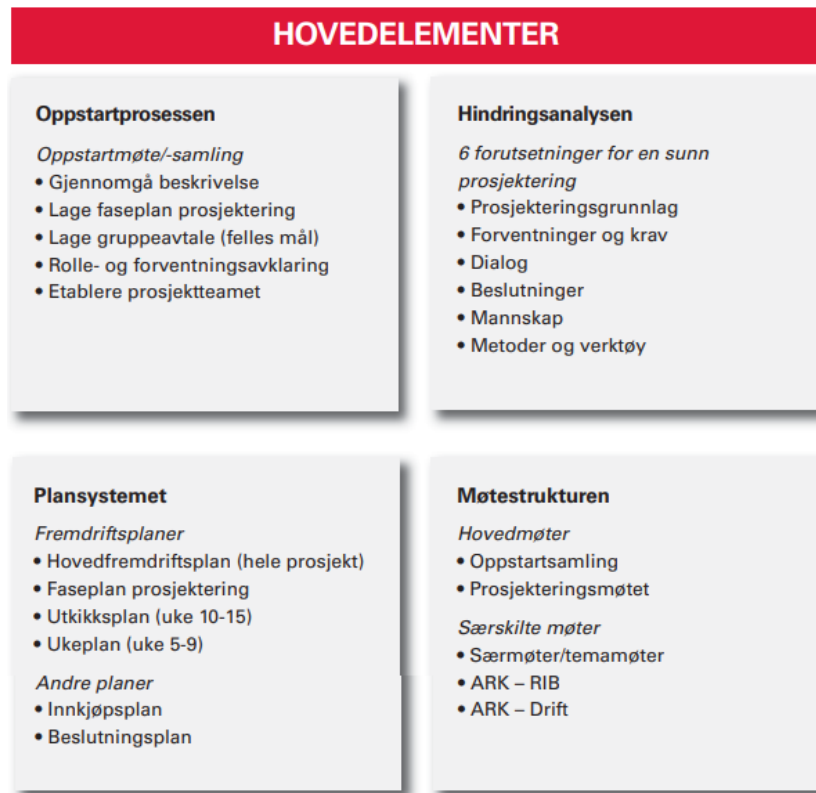 HOVEDELEMENTER
Oppstartprosessen
Oppstartmøte/-samling
• Gjennomgå beskrivelse
• Lage faseplan prosjektering
• Lage gruppeavtale (felles mål)
• Rolle- og forventningsavklaring
• Etablere prosjektteamet
Hindringsanalysen
6 forutsetninger for en sunn
prosjektering
• Prosjekteringsgrunnlag
• Forventninger og krav
• Dialog
• Beslutninger
• Mannskap
• Metoder og verktøy
Plansystemet
Fremdriftsplaner
• Hovedfremdriftsplan (hele prosjekt)
• Faseplan prosjektering
• Utkikksplan (uke 10-15)
• Ukeplan (uke 5-9)
Andre planer
• Innkjøpsplan
• Beslutningsplan
Møtestrukturen
Hovedmøter
• Oppstartsamling
• Prosjekteringsmøtet
Særskilte møter
• Særmøter/temamøter
• ARK – RIB
• ARK – Drift